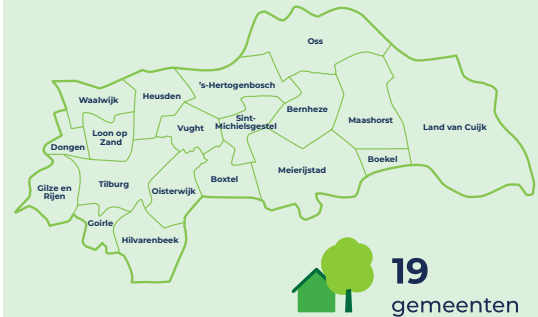 Oss
's-Hertogenbosch
Heusden
Waalwijk
Bernheze
Sint-
Michielsgestel
Maashorst
Vught
Land van Cuijk
Loon op
Zand
Dongen
Boekel
Meierijstad
Boxtel
Tilburg
Gilze en
Rijen
Oisterwijk
Goirle
Hilvarenbeek
19
gemeenten